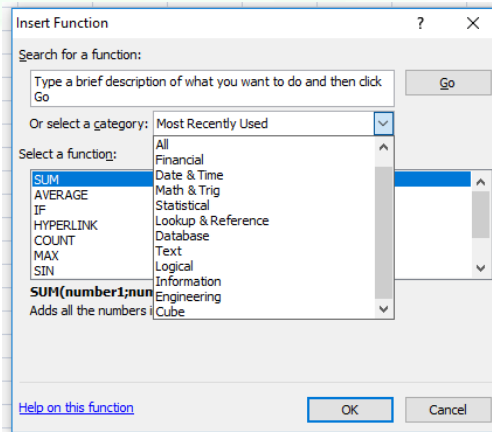 Insert Function
?
Search for a function:
Type a brief description of what you want to do and then click
Go
Go
Or select a category: Most Recently Used
All
Financial
Date & Time
Math & Trig
Statistical
Lookup & Reference
Database
Text
Logical
Information
Engineering
Cube
Select a function:
SUM
AVERAGE
IF
HYPERLINK
COUNT
MAX
SIN
SUM(number1;num
Adds all the numbers i
Help on this function
OK
Cancel